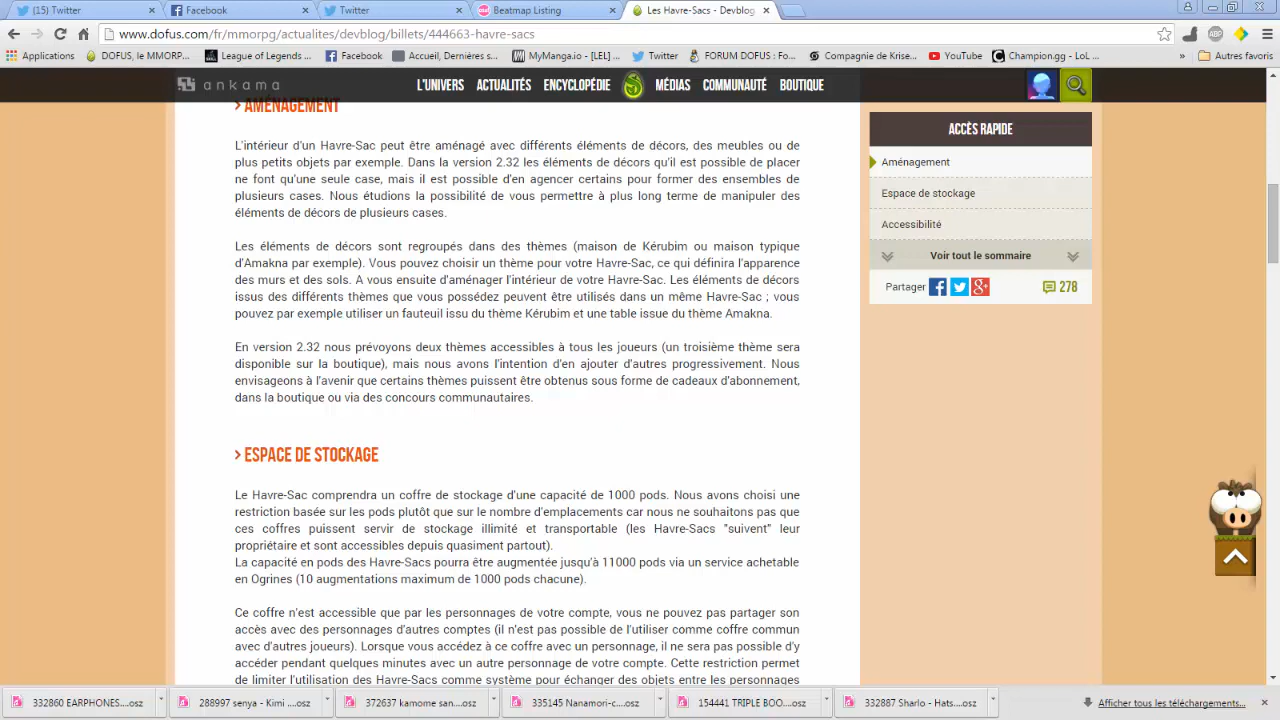 (15) Twitter
Facebook
Twitter
Beatmap Listing
Les Havre-Sacs - Devblog
www.dofus.com/fr/mmorpg/actualites/devblog/billets/444663-havre-sacs
Applications
DOFUS, le MMORP...
League of Legends ...
Facebook
Accueil, Dernières s...
MyManga.io - [LEL] ...
Twitter
FORUM DOFUS : Fo...
Compagnie de Krise...
YouTube
Champion.gg - LoL ...
Autres favoris
ankama
L'UNIVERS
ACTUALITÉS
ENCYCLOPÉDIE
MÉDIAS
COMMUNAUTÉ
BOUTIQUE
> AMÉNAGEMENT
L'intérieur d'un Havre-Sac peut être aménagé avec différents éléments de décors, des meubles ou de
plus petits objets par exemple. Dans la version 2.32 les éléments de décors qu'il est possible de placer
ne font qu'une seule case, mais il est possible d'en agencer certains pour former des ensembles de
plusieurs cases. Nous étudions la possibilité de vous permettre à plus long terme de manipuler des
éléments de décors de plusieurs cases.
Les éléments de décors sont regroupés dans des thèmes (maison de Kérubim ou maison typique
d'Amakna par exemple). Vous pouvez choisir un thème pour votre Havre-Sac, ce qui définira l'apparence
des murs et des sols. A vous ensuite d'aménager l'intérieur de votre Havre-Sac. Les éléments de décors
issus des différents thèmes que vous possédez peuvent être utilisés dans un même Havre-Sac ; vous
pouvez par exemple utiliser un fauteuil issu du thème Kérubim et une table issue du thème Amakna.
En version 2.32 nous prévoyons deux thèmes accessibles à tous les joueurs (un troisième thème sera
disponible sur la boutique), mais nous avons l'intention d'en ajouter d'autres progressivement. Nous
envisageons à l'avenir que certains thèmes puissent être obtenus sous forme de cadeaux d'abonnement,
dans la boutique ou via des concours communautaires.
> ESPACE DE STOCKAGE
Le Havre-Sac comprendra un coffre de stockage d'une capacité de 1000 pods. Nous avons choisi une
restriction basée sur les pods plutôt que sur le nombre d'emplacements car nous ne souhaitons pas que
ces coffres puissent servir de stockage illimité et transportable (les Havre-Sacs "suivent" leur
propriétaire et sont accessibles depuis quasiment partout).
La capacité en pods des Havre-Sacs pourra être augmentée jusqu'à 11000 pods via un service achetable
en Ogrines (10 augmentations maximum de 1000 pods chacune).
Ce coffre n'est accessible que par les personnages de votre compte, vous ne pouvez pas partager son
accès avec des personnages d'autres comptes (il n'est pas possible de l'utiliser comme coffre commun
avec d'autres joueurs). Lorsque vous accédez à ce coffre avec un personnage, il ne sera pas possible d'y
accéder pendant quelques minutes avec un autre personnage de votre compte. Cette restriction permet
de limiter l'utilisation des Havre-Sacs comme système pour échanger des objets entre les personnages
ACCÈS RAPIDE
Aménagement
Espace de stockage
Accessibilité
Voir tout le sommaire
Partager
278
332860 EARPHONES....osz
289997 senya - Kimi ....osz
372637 kamome san....osz
335145 Nanamori-c....osz
154441 TRIPLE BOO....osz
332887 Sharlo - Hats....osz
Afficher tous les téléchargements...